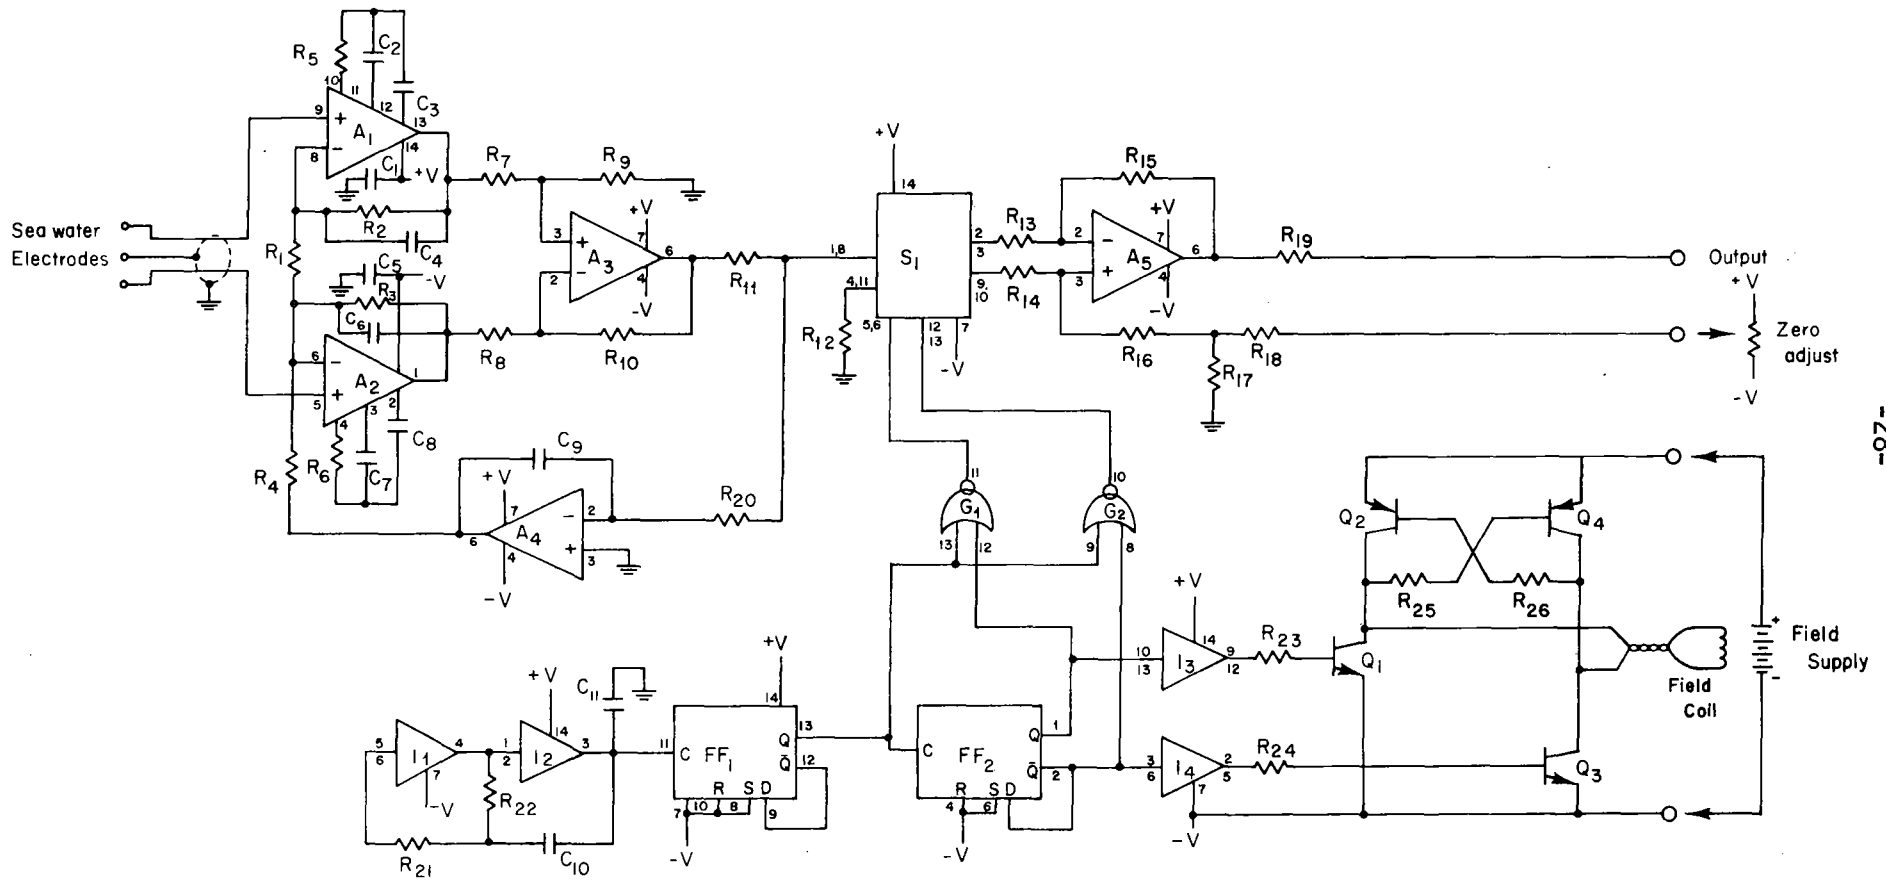 Sea water
Electrodes
R5
C2
C3
10
11
12
13
14
9
8
+
−
A1
C1
+V
R2
C4
R1
C5
−V
R3
C6
6
5
−
+
A2
1
2
3
4
C8
R6
C7
R4
R7
R9
+V
3
+
A3
7
6
2
−
4
−V
R8
R10
R11
C9
+V
7
−
2
A4
6
+
3
4
−V
R20
+V
14
1,8
S1
4,11
5,6
12
13
7
−V
2
3
9
10
R12
R13
R14
R15
+V
2
−
7
A5
6
3
+
4
−V
R16
R17
R18
R19
Output
+V
Zero
adjust
−V
11
G1
13
12
10
G2
9
8
5
6
I1
4
7
−V
R21
R22
C10
+V
1
2
I2
14
3
C11
+V
14
11
C
FF1
Q
13
Q̄
12
R
S
D
7
10
8
9
−V
C
FF2
Q
1
Q̄
2
R
S
D
4
6
−V
+V
14
10
13
I3
9
12
R23
Q1
3
6
I4
2
5
7
−V
R24
Q3
Q2
Q4
R25
R26
Field
Coil
+
−
Field
Supply
-20-